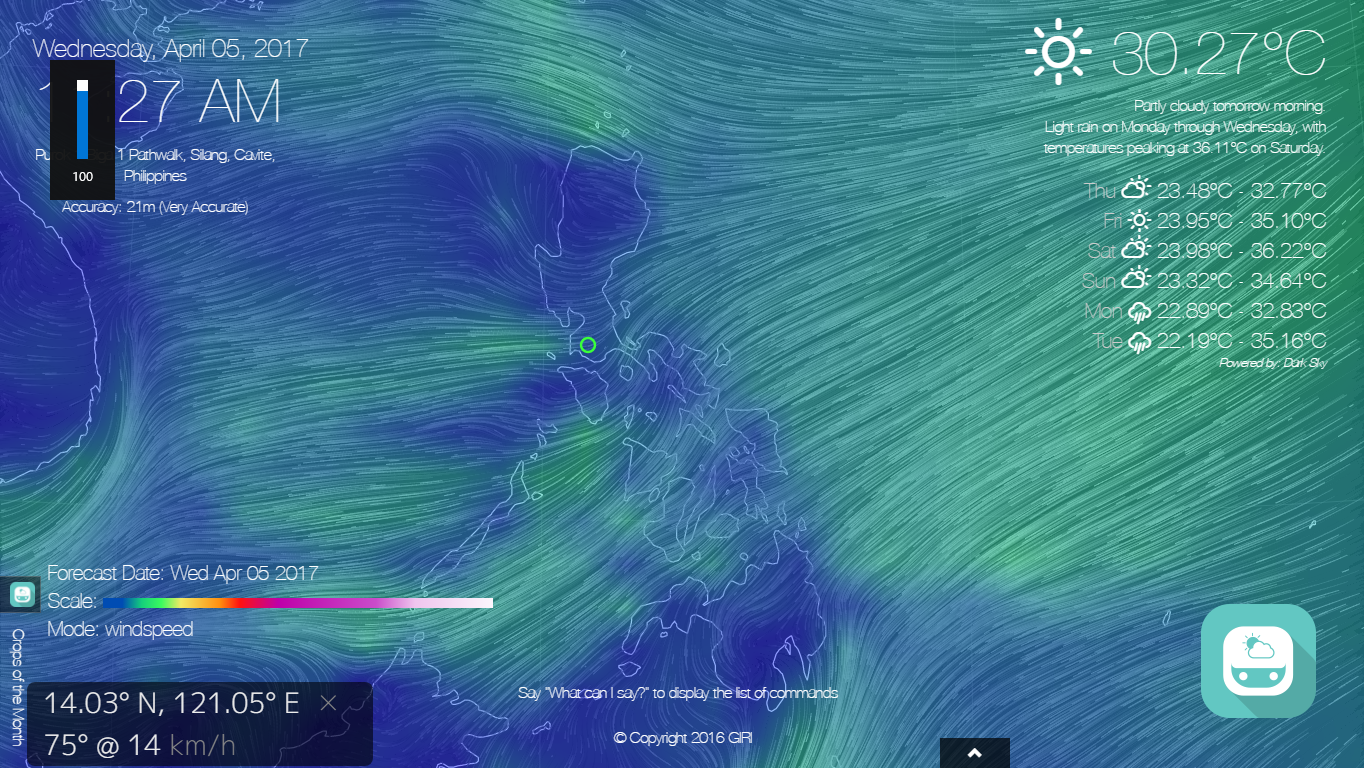 Wednesday, April 05, 2017
:27 AM
100
1 Pathwalk, Silang, Cavite,
Philippines
Accuracy: 21m (Very Accurate)
30.27°C
Partly cloudy tomorrow morning.
Light rain on Monday through Wednesday, with
temperatures peaking at 36.11°C on Saturday.
Thu 23.48°C - 32.77°C
Fri 23.95°C - 35.10°C
Sat 23.98°C - 36.22°C
Sun 23.32°C - 34.64°C
Mon 22.89°C - 32.83°C
Tue 22.19°C - 35.16°C
Powered by: Dark Sky
Forecast Date: Wed Apr 05 2017
Scale:
Mode: windspeed
Crops of the Month
14.03° N, 121.05° E
75° @ 14 km/h
Say "What can I say?" to display the list of commands
© Copyright 2016 GIRI